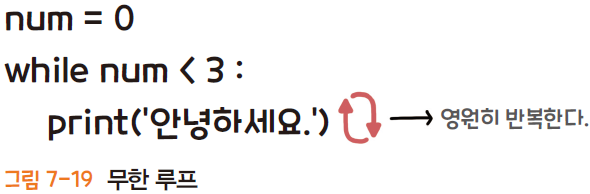 num = 0
while num < 3 :
print('안녕하세요.') 영원히 반복한다.
그림 7-19 무한 루프